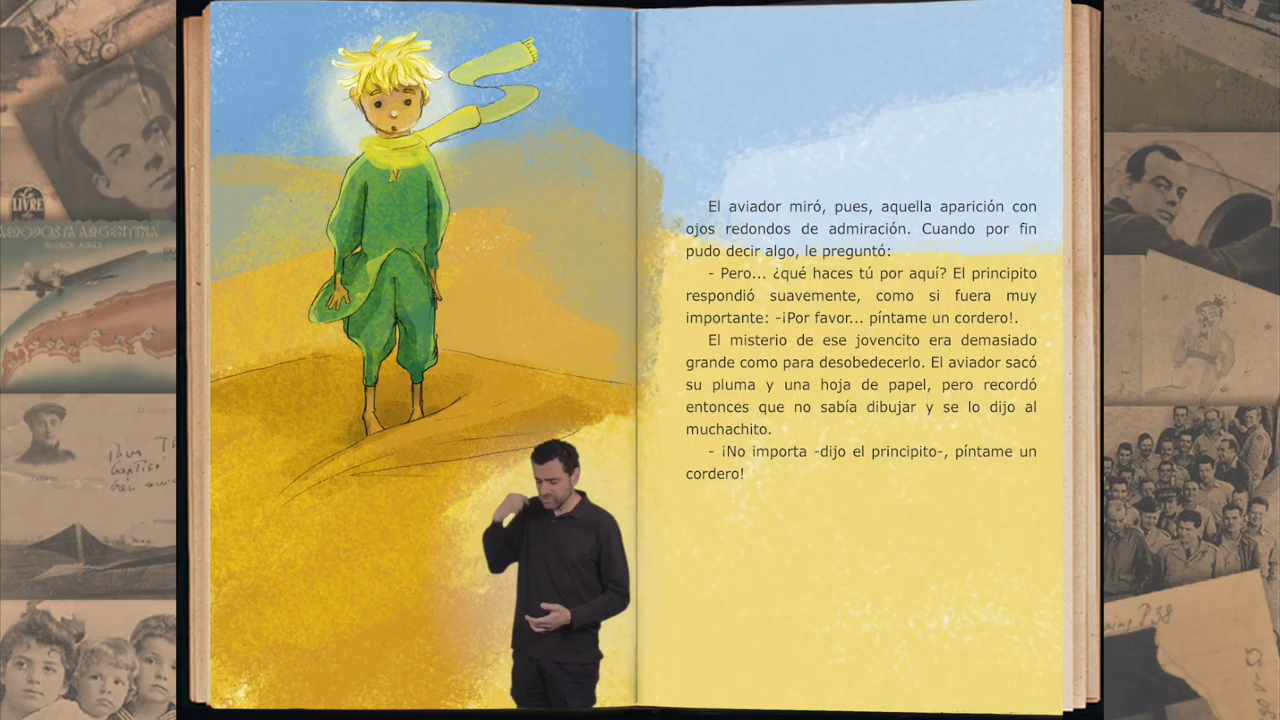 El aviador miró, pues, aquella aparición con
ojos redondos de admiración. Cuando por fin
pudo decir algo, le preguntó:
- Pero... ¿qué haces tú por aquí? El principito
respondió suavemente, como si fuera muy
importante: -¡Por favor... píntame un cordero!.
El misterio de ese jovencito era demasiado
grande como para desobedecerlo. El aviador sacó
su pluma y una hoja de papel, pero recordó
entonces que no sabía dibujar y se lo dijo al
muchachito.
- ¡No importa -dijo el principito-, píntame un
cordero!
LIVRE
AEROPOSTA ARGENTINA
BUENOS AIRES
P38